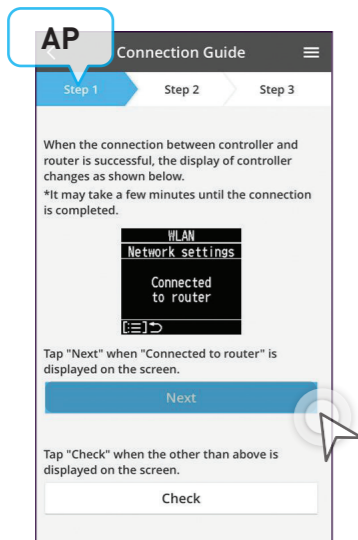 AP
Connection Guide
Step 1 Step 2 Step 3
When the connection between controller and
router is successful, the display of controller
changes as shown below.
*It may take a few minutes until the connection
is completed.
WLAN
Network settings
Connected
to router
Tap "Next" when "Connected to router" is
displayed on the screen.
Next
Tap "Check" when the other than above is
displayed on the screen.
Check